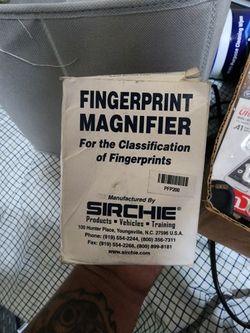 FINGERPRINT
MAGNIFIER
For the Classification
of Fingerprints
PFP200
Manufactured By
SIRCHIE
Products • Vehicles • Training
100 Hunter Place, Youngsville, N.C. 27596 U.S.A.
Phone: (919) 554-2244, (800) 356-7311
Fax: (919) 554-2266, (800) 899-8181
www.sirchie.com